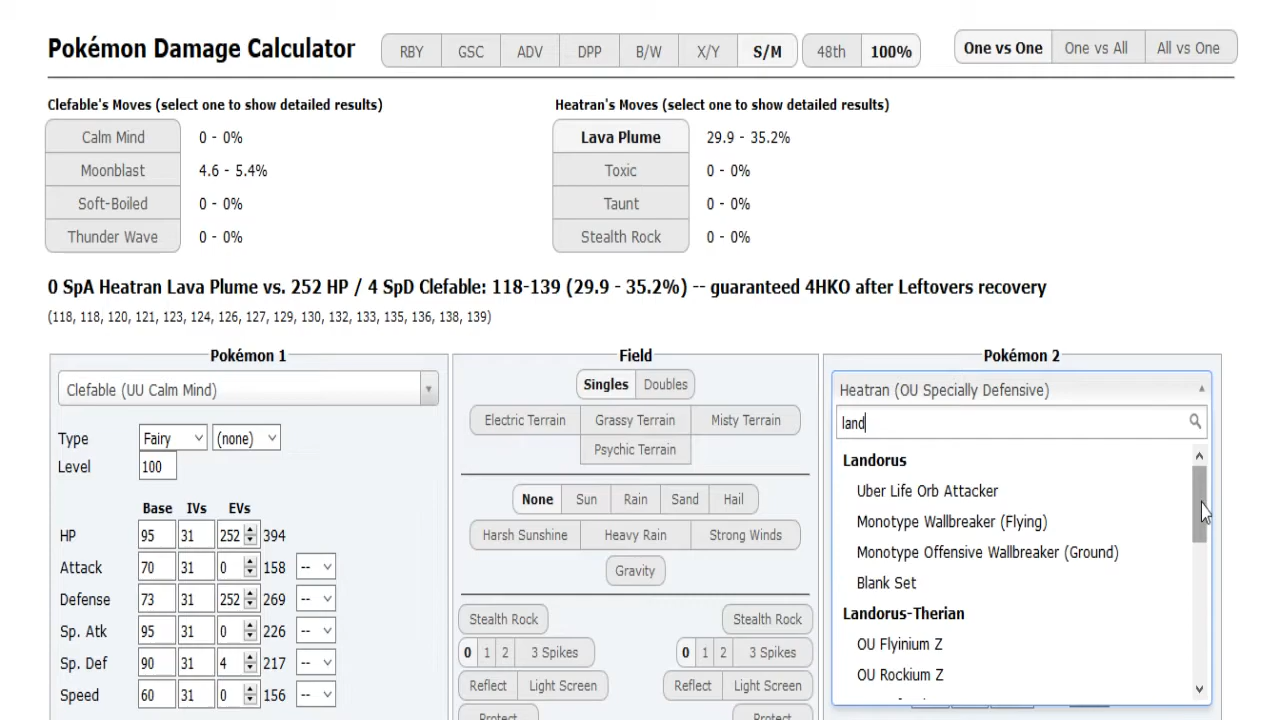 Pokémon Damage Calculator RBY GSC ADV DPP B/W X/Y S/M 48th 100% One vs One One vs All All vs One
Clefable's Moves (select one to show detailed results) Heatran's Moves (select one to show detailed results)
Calm Mind 0 - 0% Lava Plume 29.9 - 35.2%
Moonblast 4.6 - 5.4% Toxic 0 - 0%
Soft-Boiled 0 - 0% Taunt 0 - 0%
Thunder Wave 0 - 0% Stealth Rock 0 - 0%
0 SpA Heatran Lava Plume vs. 252 HP / 4 SpD Clefable: 118-139 (29.9 - 35.2%) -- guaranteed 4HKO after Leftovers recovery
(118, 118, 120, 121, 123, 124, 126, 127, 129, 130, 132, 133, 135, 136, 138, 139)
Pokémon 1
Clefable (UU Calm Mind)
Type Fairy (none)
Level 100
Base IVs EVs
HP 95 31 252 394
Attack 70 31 0 158 --
Defense 73 31 252 269 --
Sp. Atk 95 31 0 226 --
Sp. Def 90 31 4 217 --
Speed 60 31 0 156 --
Field
Singles Doubles
Electric Terrain Grassy Terrain Misty Terrain
Psychic Terrain
None Sun Rain Sand Hail
Harsh Sunshine Heavy Rain Strong Winds
Gravity
Stealth Rock Stealth Rock
0 1 2 3 Spikes 0 1 2 3 Spikes
Reflect Light Screen Reflect Light Screen
Protect Protect
Pokémon 2
Heatran (OU Specially Defensive)
land
Landorus
Uber Life Orb Attacker
Monotype Wallbreaker (Flying)
Monotype Offensive Wallbreaker (Ground)
Blank Set
Landorus-Therian
OU Flyinium Z
OU Rockium Z